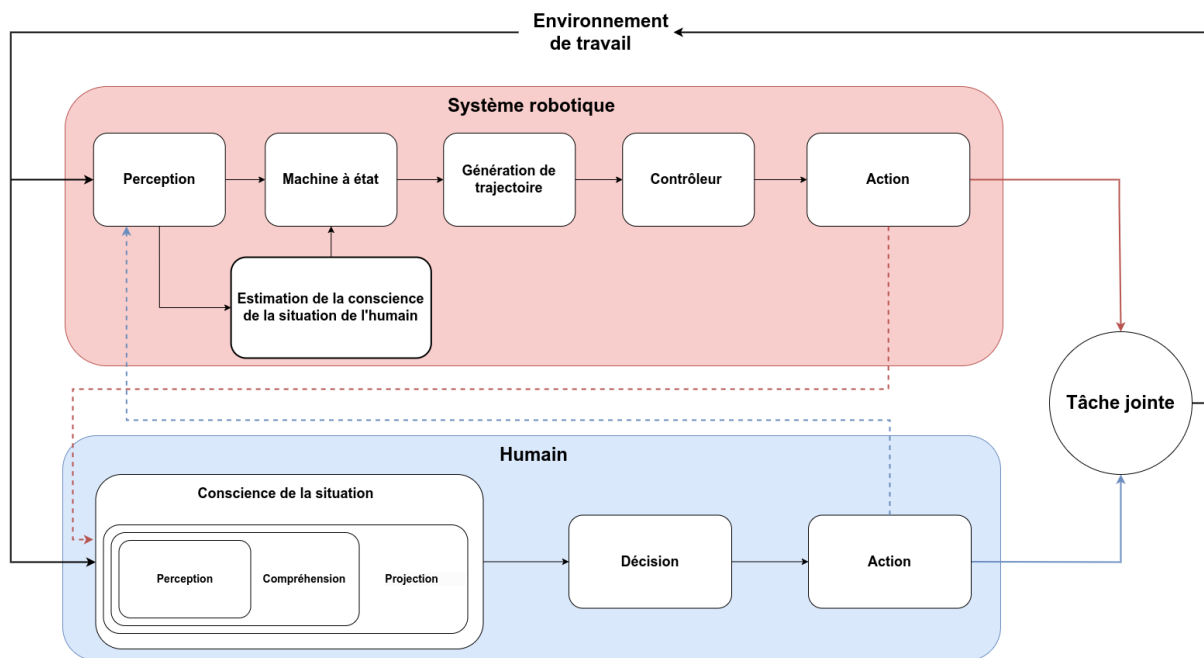 Environnement
de travail
Système robotique
Perception
Machine à état
Génération de
trajectoire
Contrôleur
Action
Estimation de la conscience
de la situation de l'humain
Tâche jointe
Humain
Conscience de la situation
Perception
Compréhension
Projection
Décision
Action